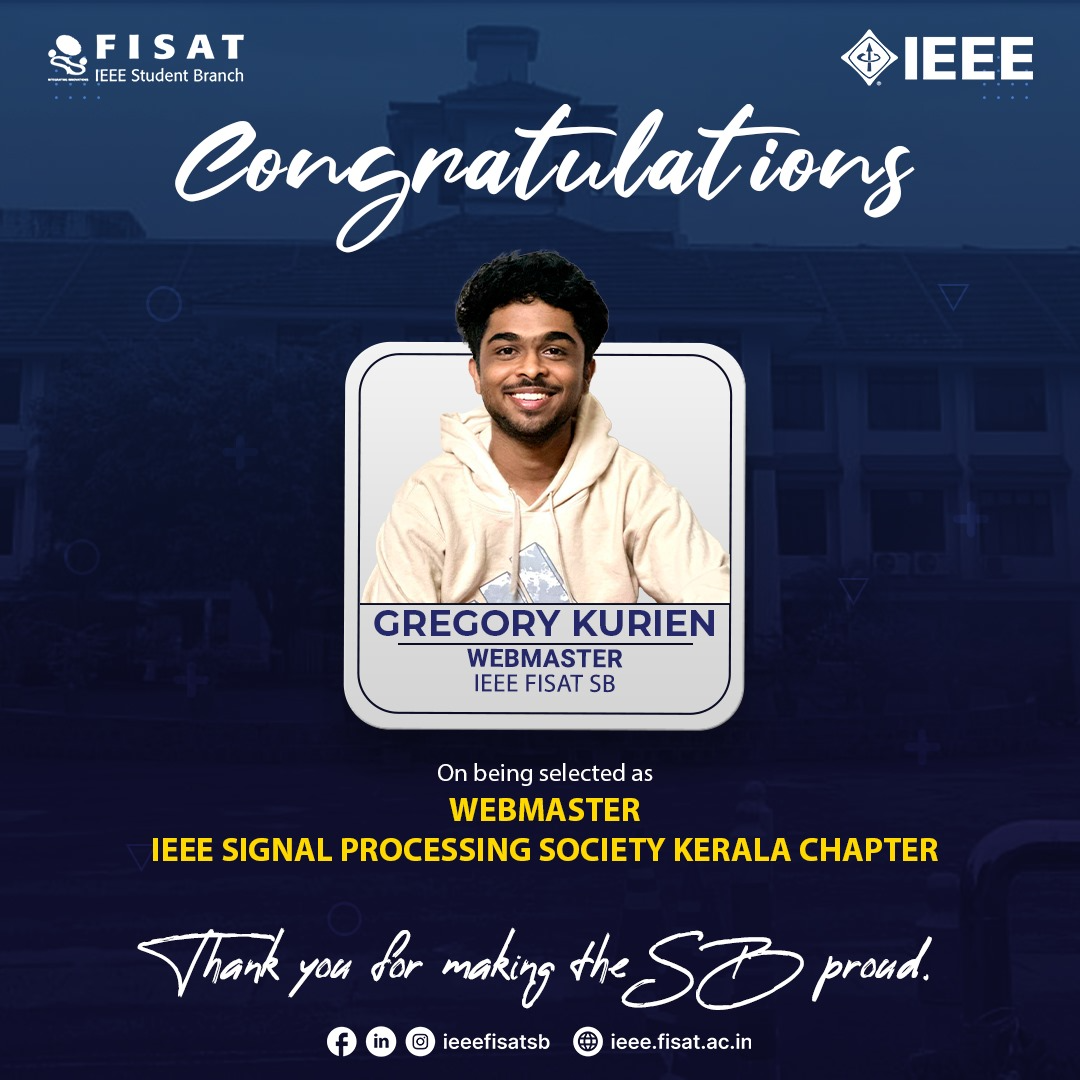 FISAT
IEEE Student Branch
IEEE
Congratulations
GREGORY KURIEN
WEBMASTER
IEEE FISAT SB
On being selected as
WEBMASTER
IEEE SIGNAL PROCESSING SOCIETY KERALA CHAPTER
Thank you for making the SB proud.
ieeefisatsb ieee.fisat.ac.in